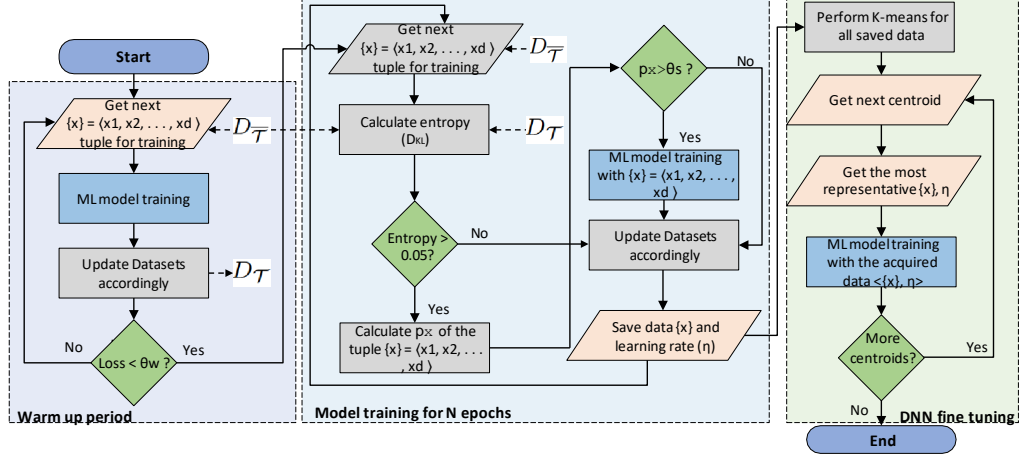 Start
Get next
{x} = ⟨x1, x2, . . . , xd ⟩
tuple for training
D_𝒯̅
ML model training
Update Datasets
accordingly
D_𝒯
Loss < θw ?
No
Yes
Warm up period
Get next
{x} = ⟨x1, x2, . . . , xd ⟩
tuple for training
D_𝒯̅
Calculate entropy
(DKL)
D_𝒯
Entropy >
0.05?
No
Yes
Calculate px of the
tuple {x} = ⟨x1, x2, . . .
, xd ⟩
px>θs ?
No
Yes
ML model training
with {x} = ⟨x1, x2, . . . ,
xd ⟩
Update Datasets
accordingly
Save data {x} and
learning rate (η)
Model training for N epochs
Perform K-means for
all saved data
Get next centroid
Get the most
representative {x}, η
ML model training
with the acquired
data <{x}, η>
More
centroids?
Yes
No
DNN fine tuning
End